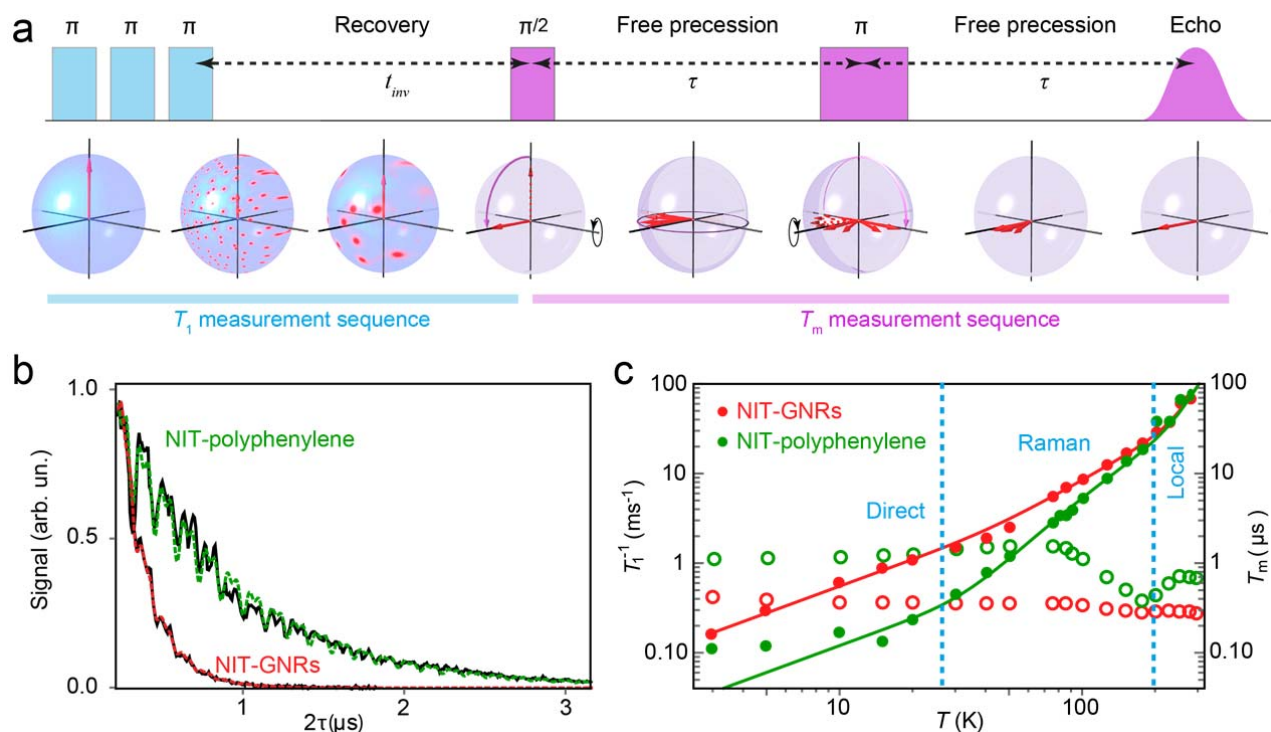 a
π π π Recovery π/2 Free precession π Free precession Echo
t_inv τ τ
T₁ measurement sequence T_m measurement sequence
b
1.0
0.5
0.0
Signal (arb. un.)
NIT-polyphenylene
NIT-GNRs
1 2 3
2τ(μs)
c
100
10
1
0.10
T₁⁻¹ (ms⁻¹)
NIT-GNRs
NIT-polyphenylene
Direct
Raman
Local
100
10
1
0.10
T_m (μs)
10 100
T (K)